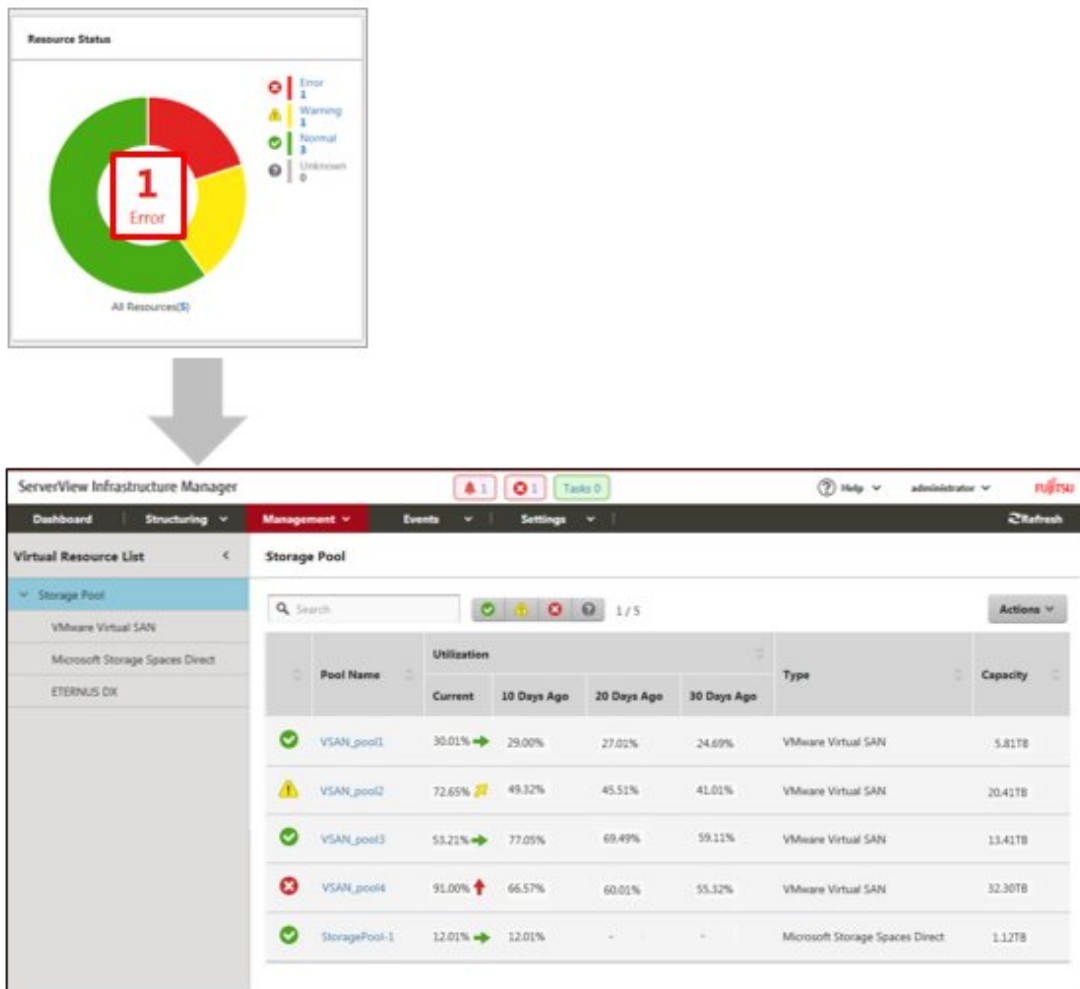 Resource Status
Error
1
Warning
1
Normal
3
Unknown
0
1
Error
All Resources(5)
ServerView Infrastructure Manager
1
1
Tasks 0
Help
administrator
FUJITSU
Dashboard Structuring Management Events Settings Refresh
Virtual Resource List
Storage Pool
VMware Virtual SAN
Microsoft Storage Spaces Direct
ETERNUS DX
Storage Pool
Search
1 / 5
Actions
Pool Name Utilization Type Capacity
Current 10 Days Ago 20 Days Ago 30 Days Ago
VSAN_pool1 30.01% 29.00% 27.01% 24.69% VMware Virtual SAN 5.81TB
VSAN_pool2 72.65% 49.32% 45.51% 41.01% VMware Virtual SAN 20.41TB
VSAN_pool3 53.21% 77.05% 69.49% 59.11% VMware Virtual SAN 13.41TB
VSAN_pool4 91.00% 66.57% 60.01% 55.32% VMware Virtual SAN 32.30TB
StoragePool-1 12.01% 12.01% - - Microsoft Storage Spaces Direct 1.12TB